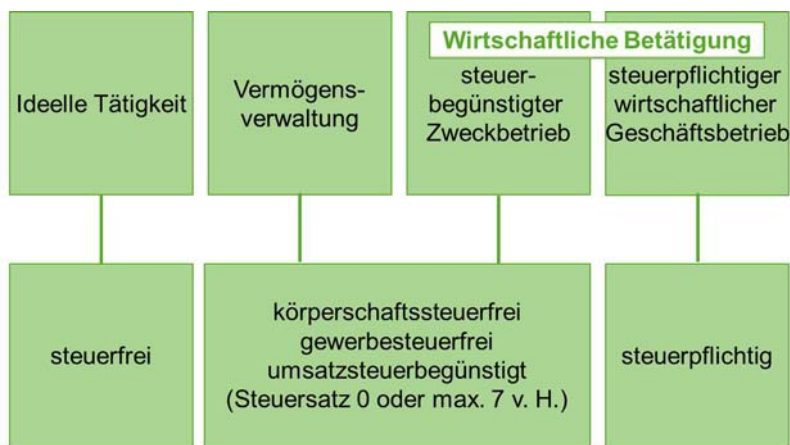 Wirtschaftliche Betätigung
Ideelle Tätigkeit
Vermögens-
verwaltung
steuer-
begünstigter
Zweckbetrieb
steuerpflichtiger
wirtschaftlicher
Geschäftsbetrieb
steuerfrei
körperschaftssteuerfrei
gewerbesteuerfrei
umsatzsteuerbegünstigt
(Steuersatz 0 oder max. 7 v. H.)
steuerpflichtig